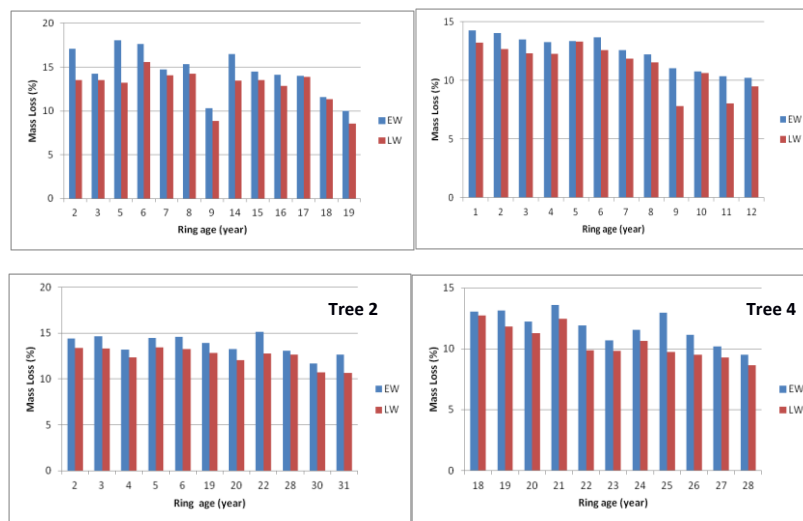 20
15
10
5
0
Mass Loss (%)
2 3 5 6 7 8 9 14 15 16 17 18 19
Ring age (year)
EW
LW
15
10
5
0
Mass Loss (%)
1 2 3 4 5 6 7 8 9 10 11 12
Ring age (year)
EW
LW
Tree 2
20
15
10
5
0
Mass Loss (%)
2 3 4 5 6 19 20 22 28 30 31
Ring age (year)
EW
LW
Tree 4
15
10
5
0
Mass Loss (%)
18 19 20 21 22 23 24 25 26 27 28
Ring age (year)
EW
LW